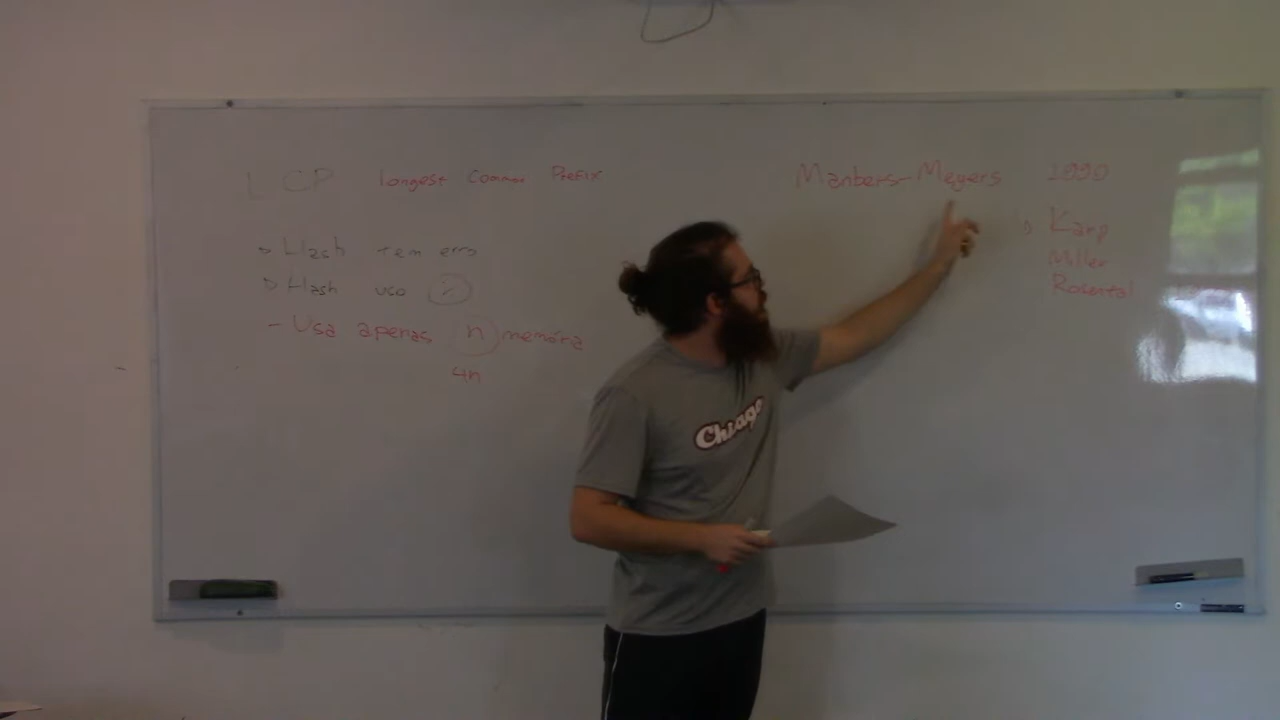 LCP longest Common Prefix
Hash tem erro
Hash uso
- Usa apenas n memória
4n
Manbers-Meyers 1990
Karp
Miller
Rosental
Chicago